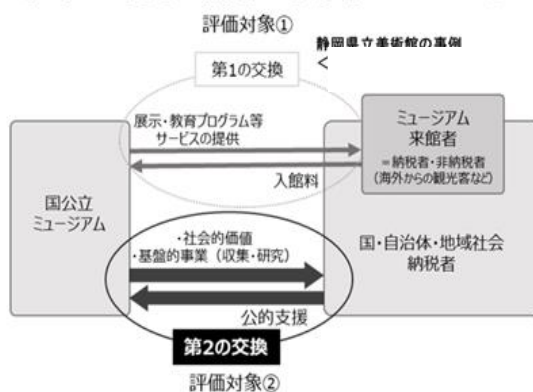 評価対象①
静岡県立美術館の事例
<
第1の交換
展示・教育プログラム等
サービスの提供
入館料
ミュージアム
来館者
=納税者・非納税者
(海外からの観光客など)
国公立
ミュージアム
国・自治体・地域社会
納税者
・社会的価値
・基盤的事業(収集・研究)
公的支援
第2の交換
評価対象②